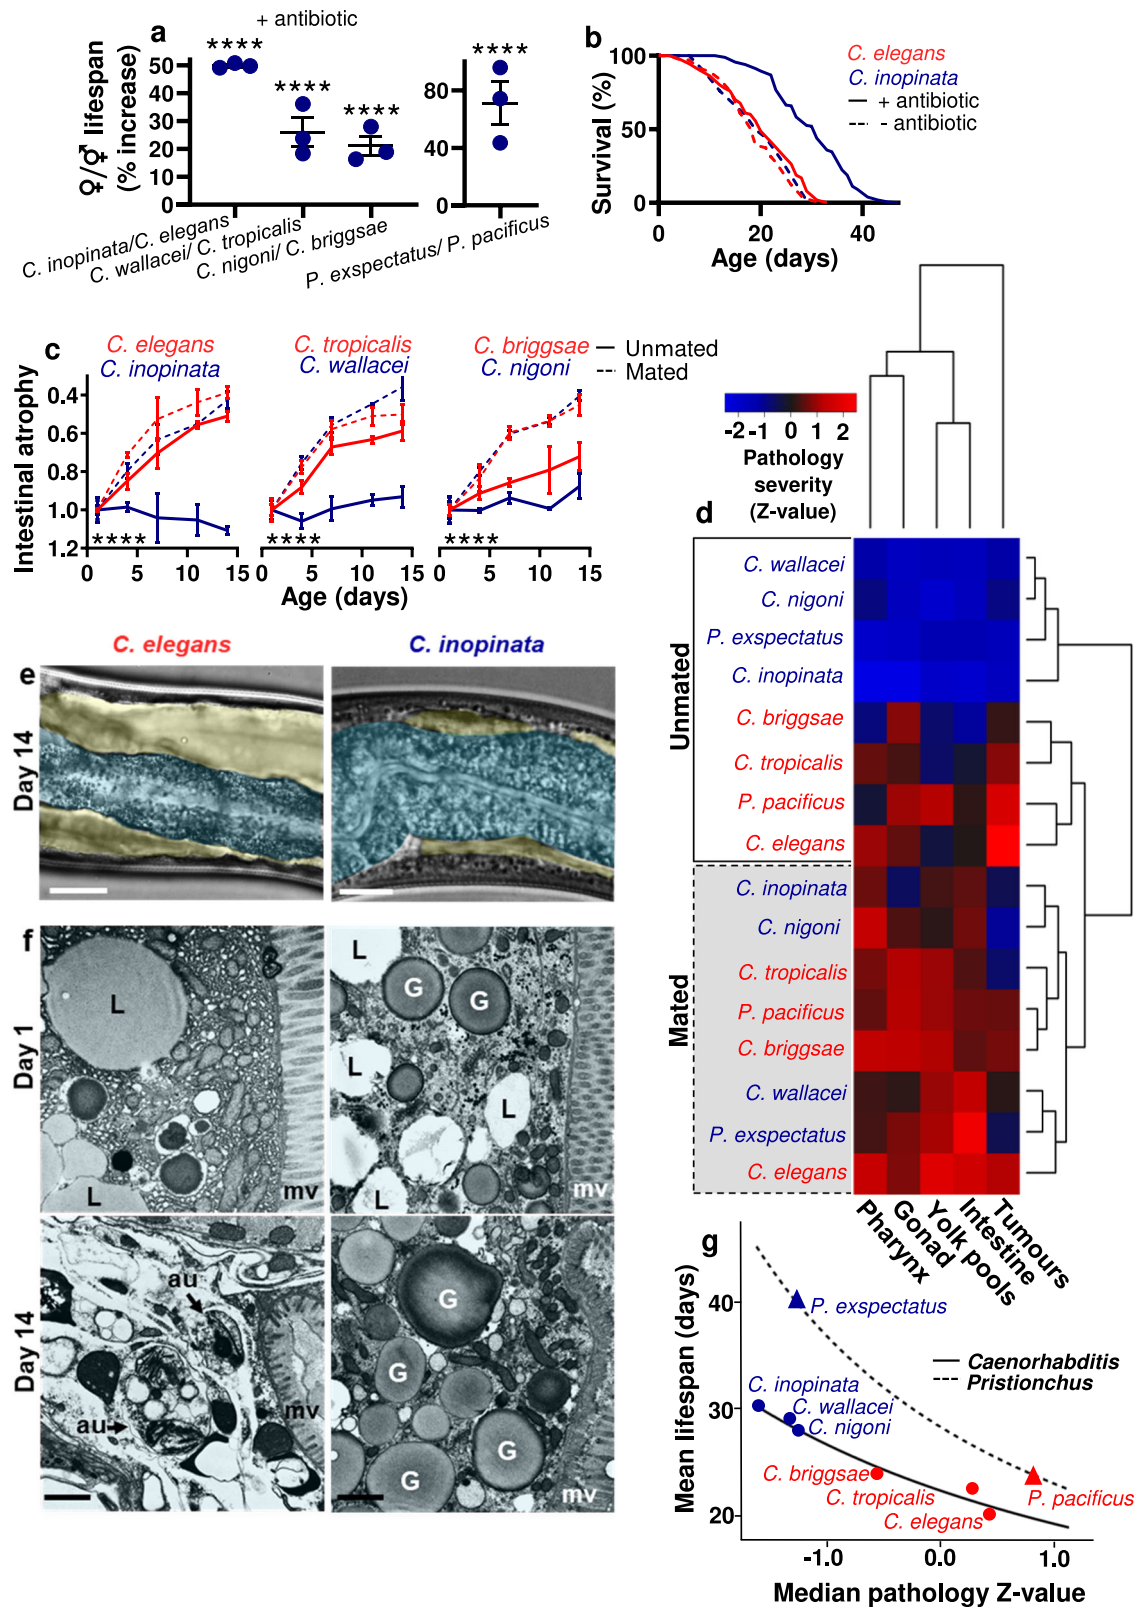 a
+ antibiotic
♀/⚥ lifespan
(% increase)
50
40
30
20
10
0
****
****
****
C. inopinata/C. elegans
C. wallacei/ C. tropicalis
C. nigoni/ C. briggsae
****
80
40
0
P. exspectatus/ P. pacificus
b
Survival (%)
100
50
0
0
20
40
Age (days)
C. elegans
C. inopinata
+ antibiotic
- antibiotic
c
C. elegans
C. inopinata
C. tropicalis
C. wallacei
C. briggsae
C. nigoni
Unmated
Mated
Intestinal atrophy
0.4
0.6
0.8
1.0
1.2
****
****
****
0 5 10 15
0 5 10 15
0 5 10 15
Age (days)
-2 -1 0 1 2
Pathology
severity
(Z-value)
d
Unmated
C. wallacei
C. nigoni
P. exspectatus
C. inopinata
C. briggsae
C. tropicalis
P. pacificus
C. elegans
Mated
C. inopinata
C. nigoni
C. tropicalis
P. pacificus
C. briggsae
C. wallacei
P. exspectatus
C. elegans
Pharynx
Gonad
Yolk pools
Intestine
Tumours
C. elegans
C. inopinata
e
Day 14
f
Day 1
L
L
mv
L
G
G
L
L
L
mv
Day 14
au
au
mv
G
G
G
G
mv
g
Mean lifespan (days)
40
30
20
P. exspectatus
Caenorhabditis
Pristionchus
C. inopinata
C. wallacei
C. nigoni
C. briggsae
C. tropicalis
C. elegans
P. pacificus
-1.0
0.0
1.0
Median pathology Z-value